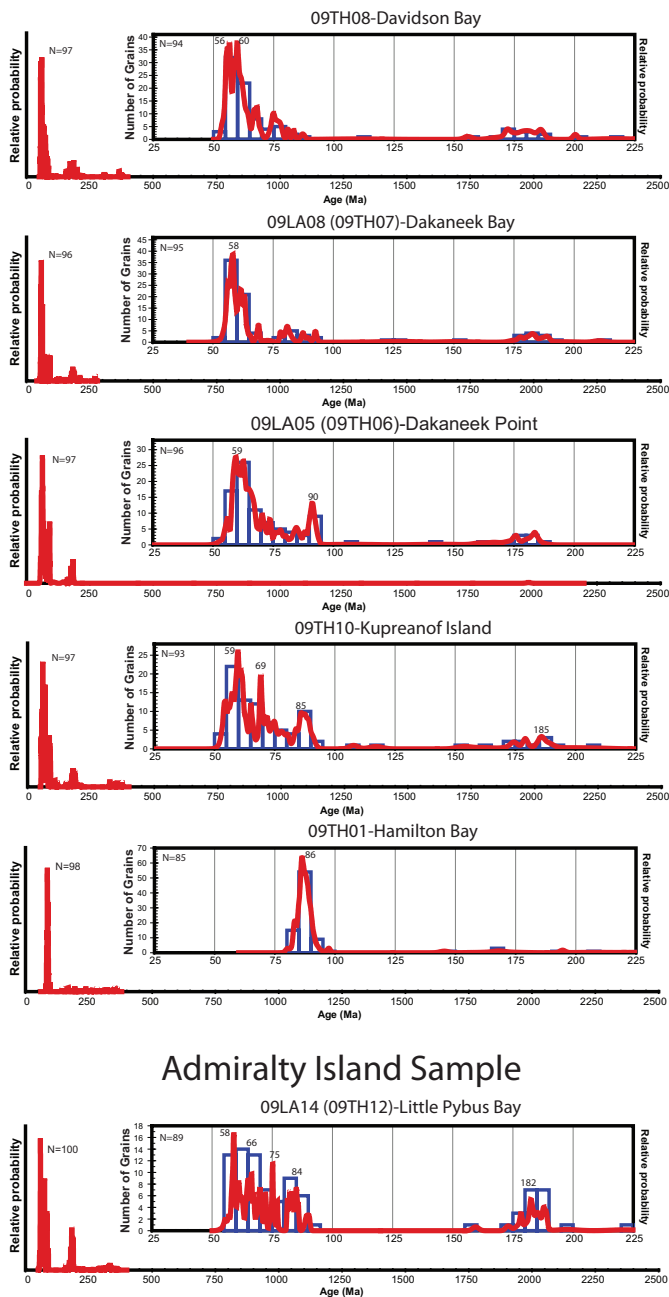 09TH08-Davidson Bay
Relative probability
N=97
Number of Grains
N=94
56 60
40
35
30
25
20
15
10
5
0
Relative probability
25 75 25 150 175 200 225
0 250 500 750 1000 1250 1500 1750 2000 2250 2500
Age (Ma)
09LA08 (09TH07)-Dakaneek Bay
Relative probability
N=96
Number of Grains
N=95
58
45
40
35
30
25
20
15
10
5
0
Relative probability
25 50 75 100 125 150 175 200 225
0 250 500 750 1000 1250 1500 1750 2000 2250 2500
Age (Ma)
09LA05 (09TH06)-Dakaneek Point
Relative probability
N=97
Number of Grains
N=96
59
90
30
25
20
15
10
5
0
Relative probability
25 50 75 100 125 150 175 200 225
0 250 500 750 1000 1250 1500 1750 2000 2250 2500
Age (Ma)
09TH10-Kupreanof Island
Relative probability
N=97
Number of Grains
N=93
59
69
85
185
25
20
15
10
5
0
Relative probability
25 50 75 100 125 150 175 200 225
0 250 500 750 1000 1250 1500 1750 2000 2250 2500
Age (Ma)
09TH01-Hamilton Bay
Relative probability
N=98
Number of Grains
N=85
86
70
60
50
40
30
20
10
0
Relative probability
25 50 75 100 125 150 175 200 225
0 250 500 750 1000 1250 1500 1750 2000 2250 2500
Age (Ma)
Admiralty Island Sample
09LA14 (09TH12)-Little Pybus Bay
Relative probability
N=100
Number of Grains
N=89
58
66
75
84
182
18
16
14
12
10
8
6
4
2
0
Relative probability
25 50 75 100 125 150 175 200 225
0 250 500 750 1000 1250 1500 1750 2000 2250 2500
Age (Ma)